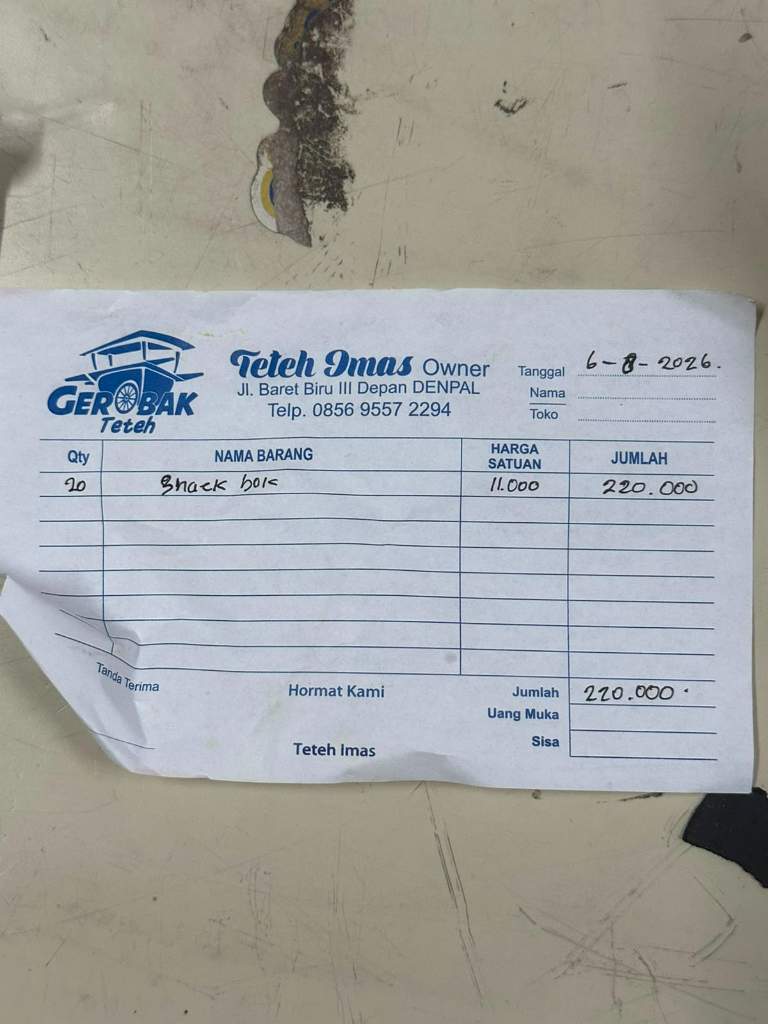 GEROBAK
Teteh
Teteh Imas Owner
Jl. Baret Biru III Depan DENPAL
Telp. 0856 9557 2294
Tanggal 6-8-2026.
Nama
Toko
Qty NAMA BARANG HARGA SATUAN JUMLAH
20 Snack box 11.000 220.000
Tanda Terima Hormat Kami Jumlah 220.000
Uang Muka
Teteh Imas Sisa